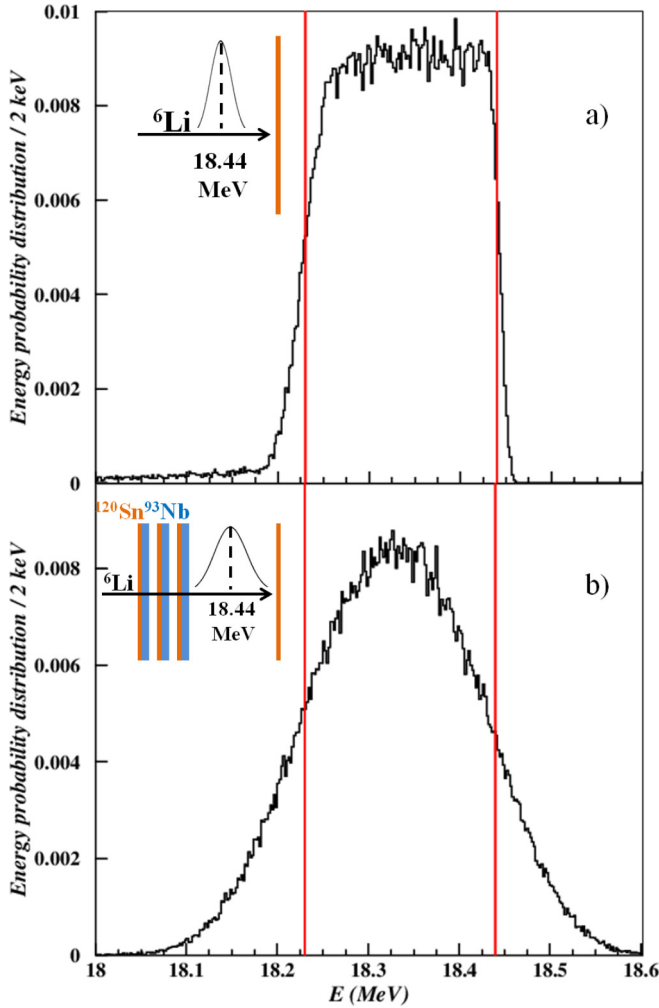 0.01
0.008
0.006
0.004
0.002
0
Energy probability distribution / 2 keV
⁶Li
18.44
MeV
a)
¹²⁰Sn⁹³Nb
⁶Li
18.44
MeV
b)
0.008
0.006
0.004
0.002
0
Energy probability distribution / 2 keV
18 18.1 18.2 18.3 18.4 18.5 18.6
E (MeV)